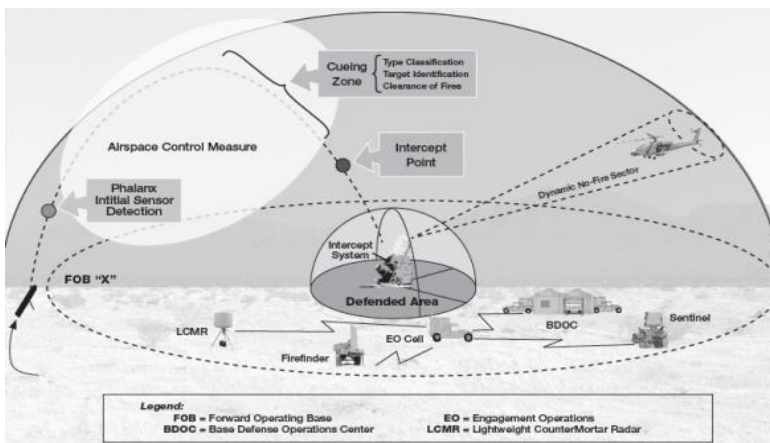 Cueing
Zone
Type Classification
Target Identification
Clearance of Fires
Airspace Control Measure
Intercept
Point
Phalanx
Intitial Sensor
Detection
Dynamic No-Fire Sector
Intercept
System
FOB "X"
Defended Area
LCMR
Firefinder
EO Cell
BDOC
Sentinel
Legend:
FOB = Forward Operating Base
EO = Engagement Operations
BDOC = Base Defense Operations Center
LCMR = Lightweight CounterMortar Radar